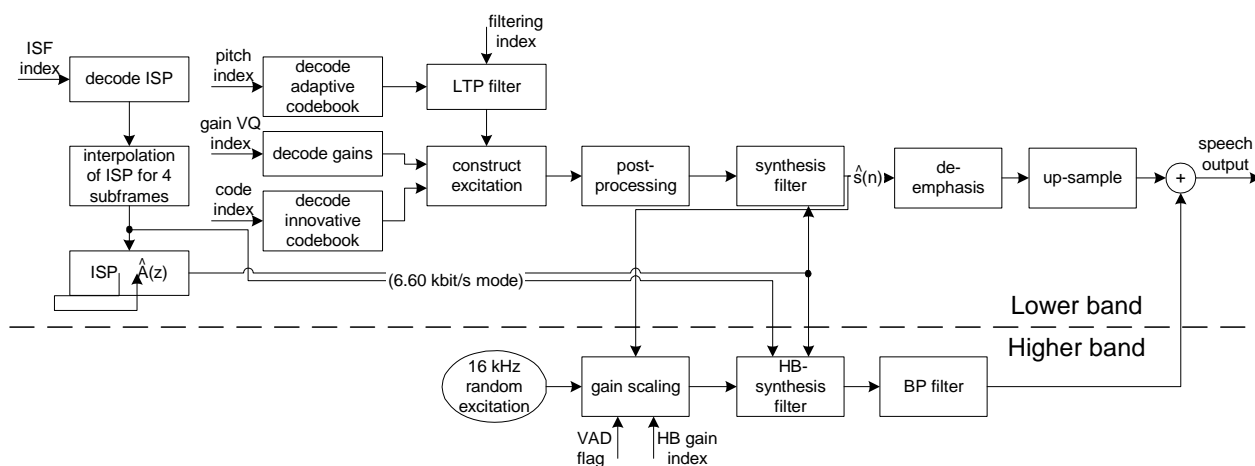 ISF
index
decode ISP
interpolation
of ISP for 4
subframes
ISP Â(z)
pitch
index
decode
adaptive
codebook
filtering
index
LTP filter
gain VQ
index
decode gains
code
index
decode
innovative
codebook
construct
excitation
post-
processing
synthesis
filter
ŝ(n)
de-
emphasis
up-sample
+
speech
output
(6.60 kbit/s mode)
Lower band
Higher band
16 kHz
random
excitation
gain scaling
VAD
flag
HB gain
index
HB-
synthesis
filter
BP filter